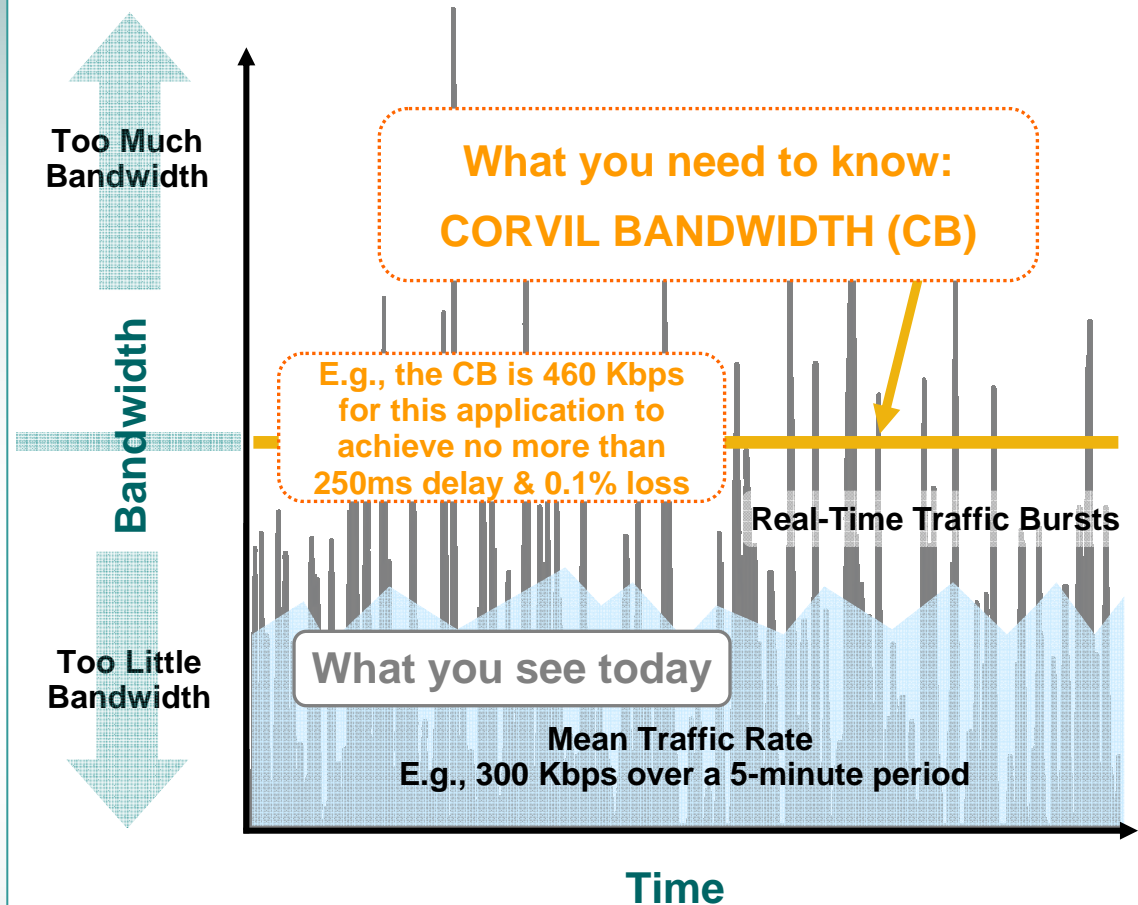 Too Much
Bandwidth
What you need to know:
CORVIL BANDWIDTH (CB)
Bandwidth
E.g., the CB is 460 Kbps
for this application to
achieve no more than
250ms delay & 0.1% loss
Real-Time Traffic Bursts
Too Little
Bandwidth
What you see today
Mean Traffic Rate
E.g., 300 Kbps over a 5-minute period
Time